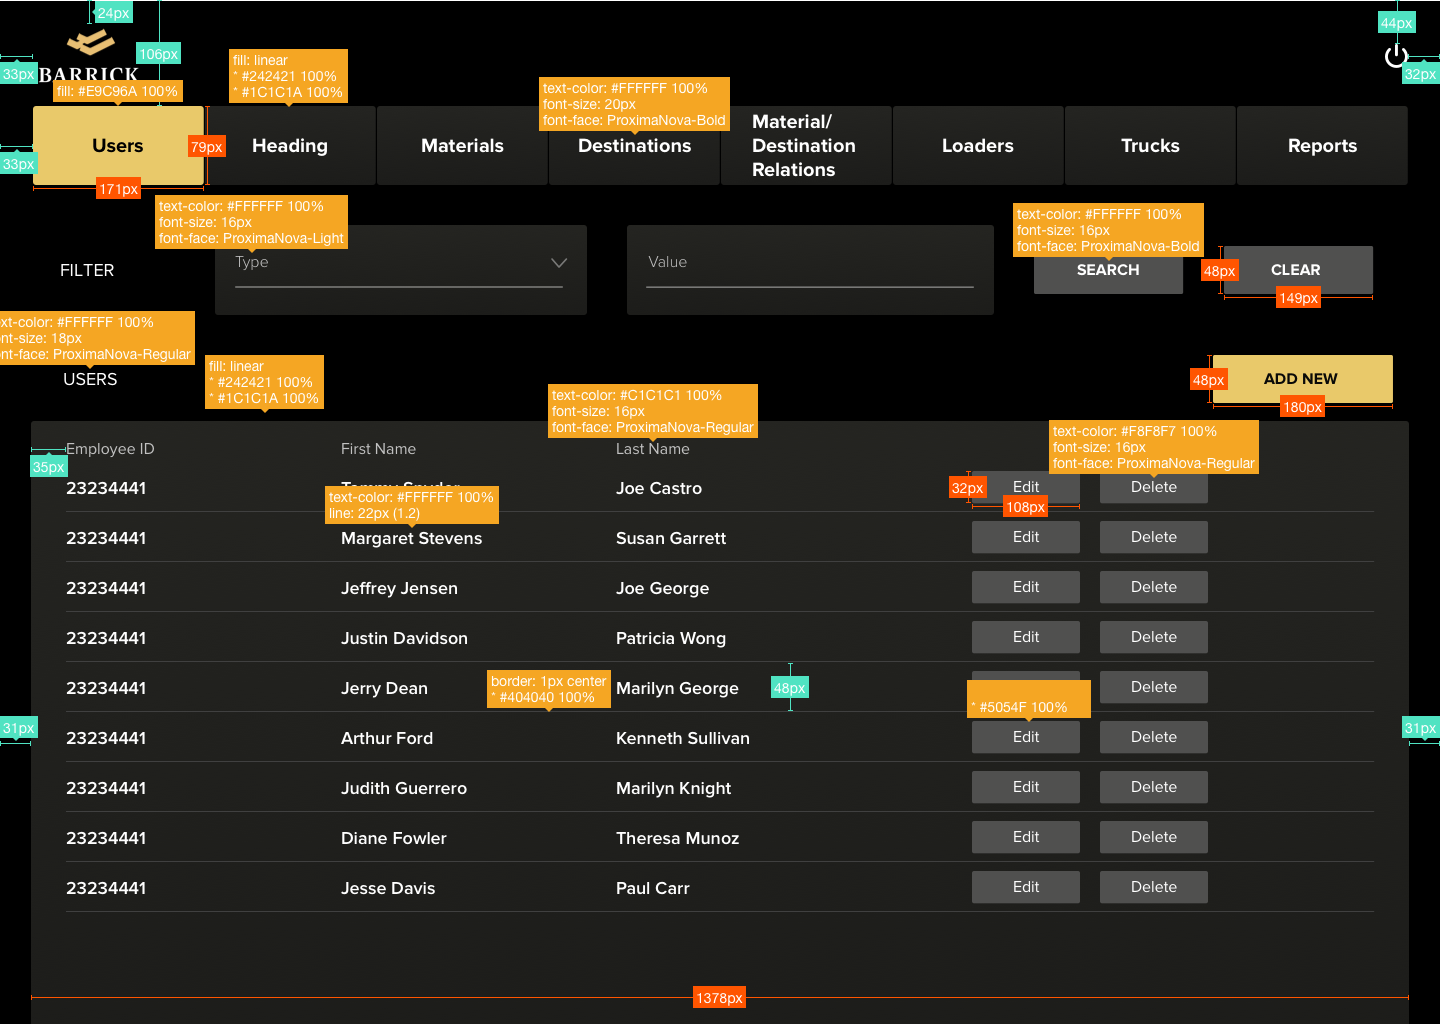 24px
44px
106px
33px
BARRICK
32px
fill: #E9C96A 100%
fill: linear
* #242421 100%
* #1C1C1A 100%
text-color: #FFFFFF 100%
font-size: 20px
font-face: ProximaNova-Bold
Users
79px
Heading
Materials
Destinations
Material/
Destination
Relations
Loaders
Trucks
Reports
33px
171px
text-color: #FFFFFF 100%
font-size: 16px
font-face: ProximaNova-Light
text-color: #FFFFFF 100%
font-size: 16px
font-face: ProximaNova-Bold
FILTER
Type
Value
SEARCH
48px
CLEAR
149px
ext-color: #FFFFFF 100%
font-size: 18px
nt-face: ProximaNova-Regular
USERS
fill: linear
* #242421 100%
* #1C1C1A 100%
48px
ADD NEW
180px
text-color: #C1C1C1 100%
font-size: 16px
font-face: ProximaNova-Regular
text-color: #F8F8F7 100%
font-size: 16px
font-face: ProximaNova-Regular
Employee ID
First Name
Last Name
35px
23234441
Joe Castro
32px
Edit
Delete
108px
text-color: #FFFFFF 100%
line: 22px (1.2)
23234441
Margaret Stevens
Susan Garrett
Edit
Delete
23234441
Jeffrey Jensen
Joe George
Edit
Delete
23234441
Justin Davidson
Patricia Wong
Edit
Delete
23234441
Jerry Dean
border: 1px center
* #404040 100%
Marilyn George
48px
Delete
* #5054F 100%
31px
23234441
Arthur Ford
Kenneth Sullivan
Edit
Delete
31px
23234441
Judith Guerrero
Marilyn Knight
Edit
Delete
23234441
Diane Fowler
Theresa Munoz
Edit
Delete
23234441
Jesse Davis
Paul Carr
Edit
Delete
1378px